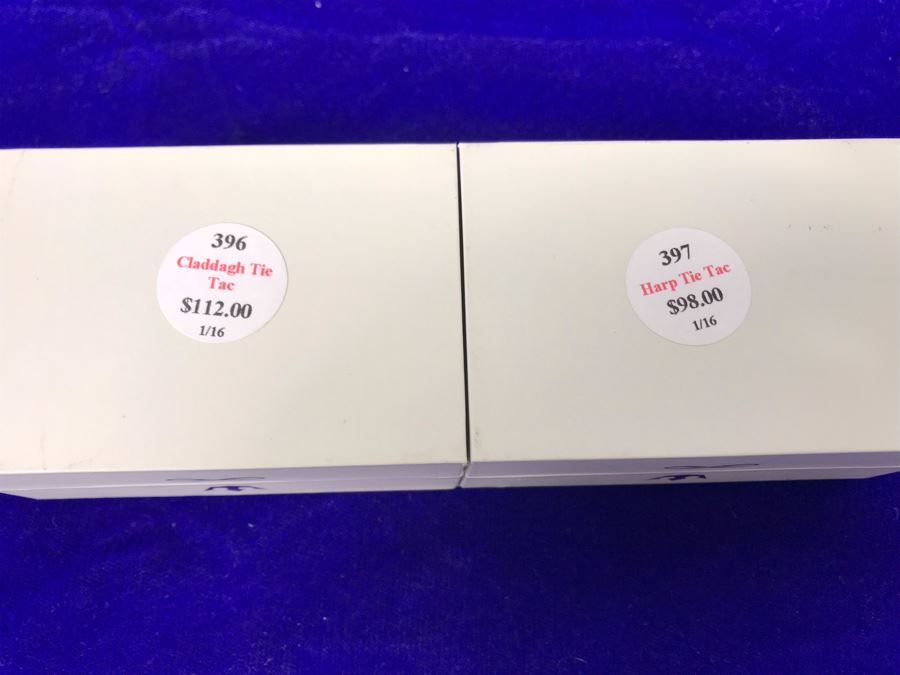 396
Claddagh Tie
Tac
$112.00
1/16
397
Harp Tie Tac
$98.00
1/16